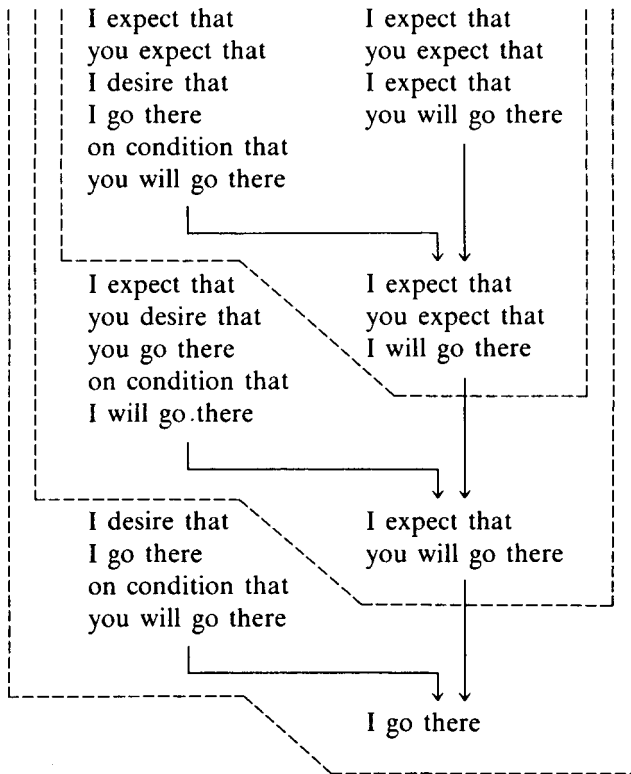 I expect that
you expect that
I desire that
I go there
on condition that
you will go there
I expect that
you expect that
I expect that
you will go there
I expect that
you desire that
you go there
on condition that
I will go there
I expect that
you expect that
I will go there
I desire that
I go there
on condition that
you will go there
I expect that
you will go there
I go there